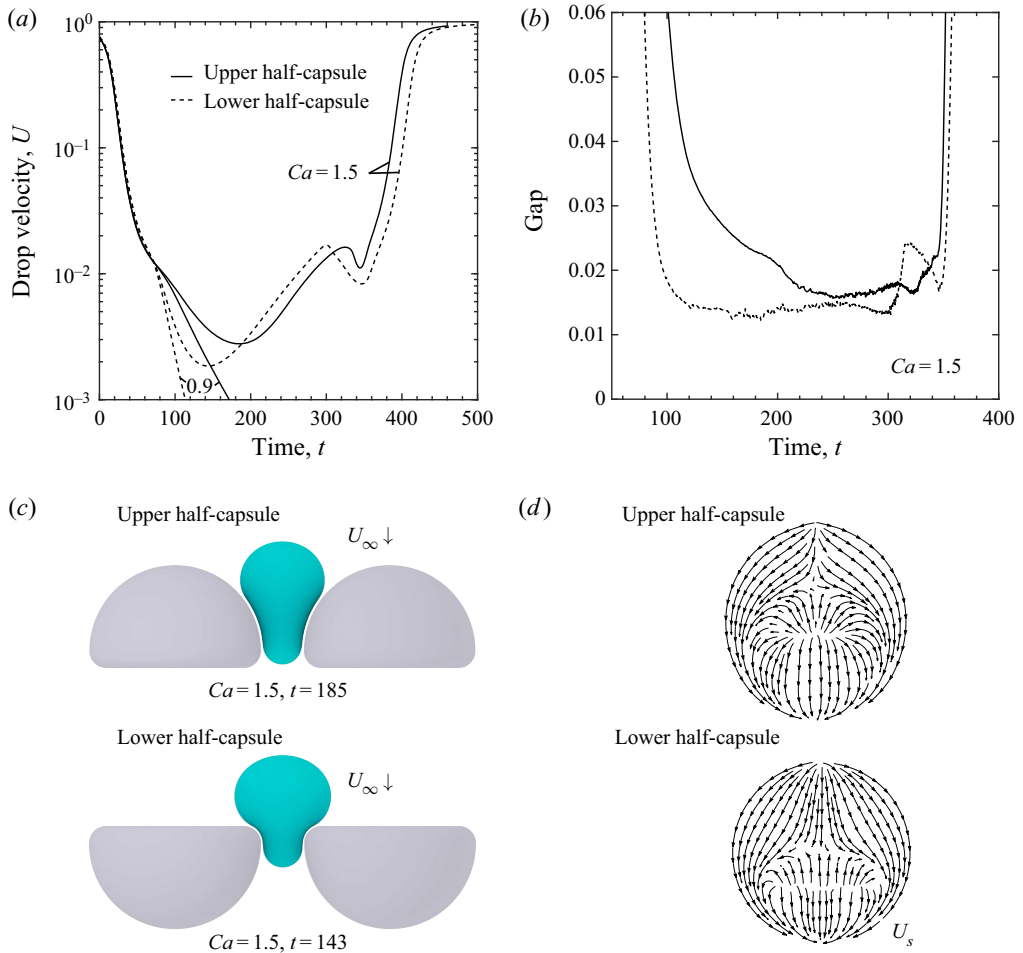 (a)
10⁰
10⁻¹
10⁻²
10⁻³
Drop velocity, U
Upper half-capsule
Lower half-capsule
Ca = 1.5
0.9
0 100 200 300 400 500
Time, t
(b)
0.06
0.05
0.04
0.03
0.02
0.01
0
Gap
Ca = 1.5
100 200 300 400
Time, t
(c)
Upper half-capsule
U∞ ↓
Ca = 1.5, t = 185
Lower half-capsule
U∞ ↓
Ca = 1.5, t = 143
(d)
Upper half-capsule
Lower half-capsule
Uₛ